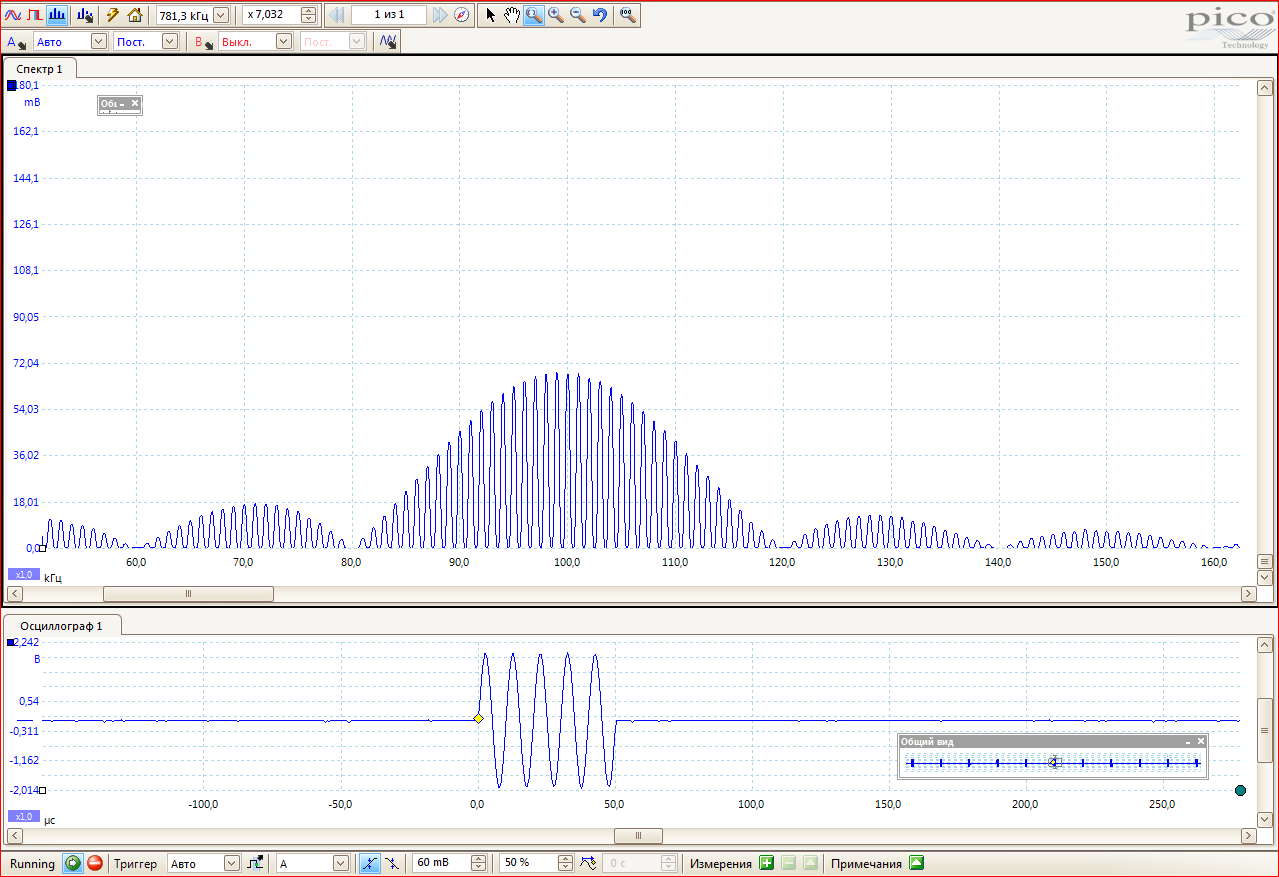 781,3 кГц x 7,032 1 из 1
pico
Technology
A Авто Пост. B Выкл. Пост.
Спектр 1
180,1
mВ
162,1
144,1
126,1
108,1
90,05
72,04
54,03
36,02
18,01
0,0
60,0 70,0 80,0 90,0 100,0 110,0 120,0 130,0 140,0 150,0 160,0
x1,0 кГц
Осциллограф 1
2,242
В
0,54
-0,311
-1,162
-2,014
Общий вид
-100,0 -50,0 0,0 50,0 100,0 150,0 200,0 250,0
x1,0 µс
Running Триггер Авто A 60 mВ 50 % 0 с Измерения Примечания